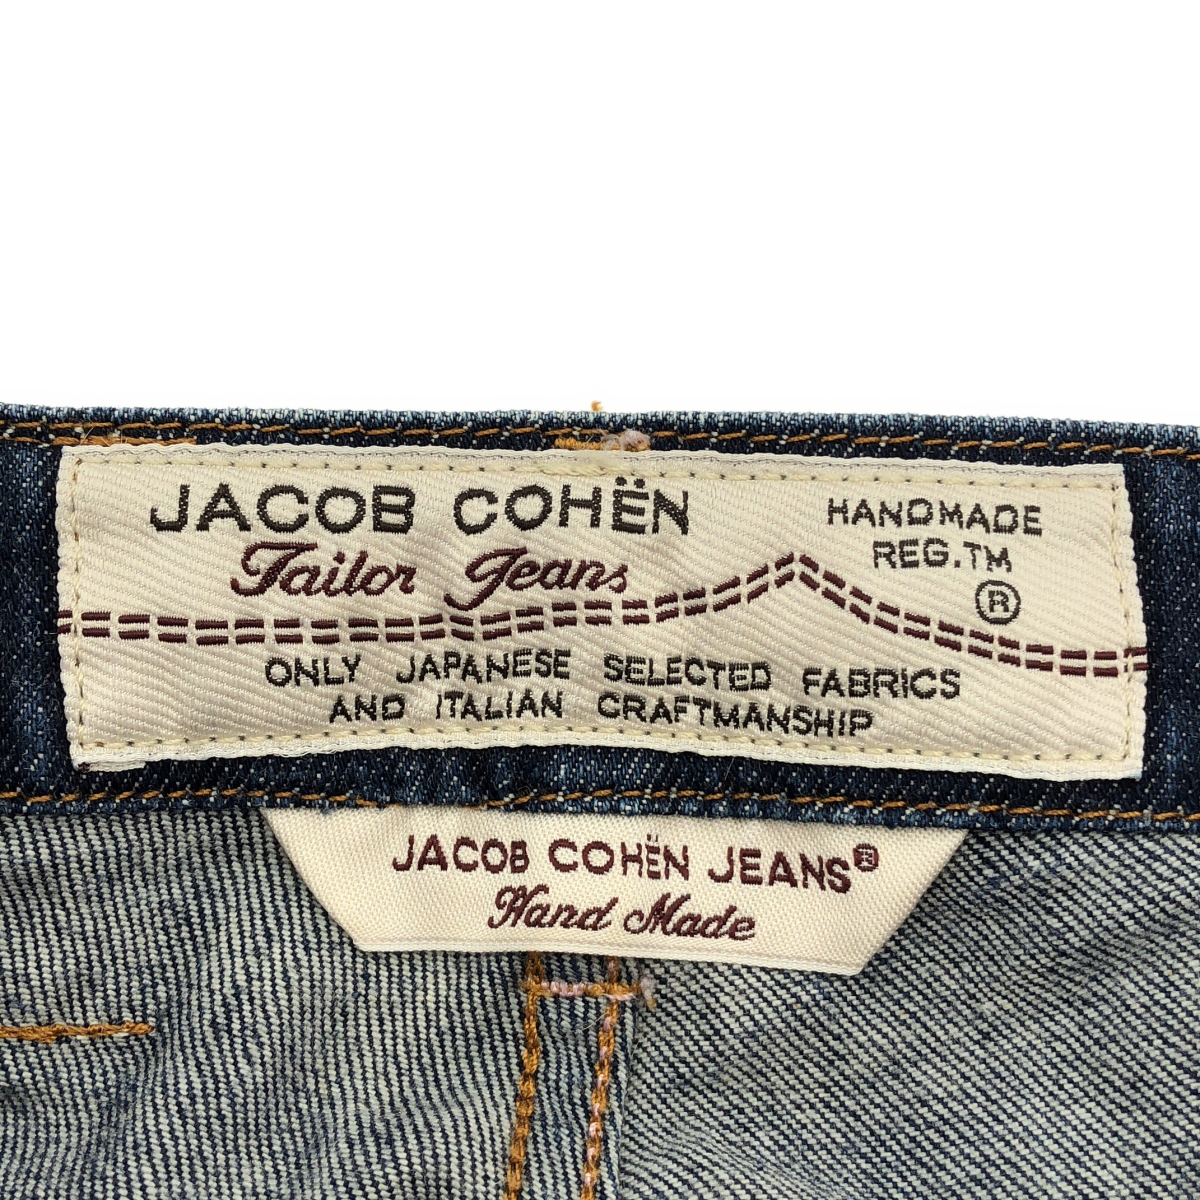 JACOB COHËN
Tailor Jeans
HANDMADE
REG.TM
®
ONLY JAPANESE SELECTED FABRICS
AND ITALIAN CRAFTMANSHIP
JACOB COHËN JEANS®
Hand Made